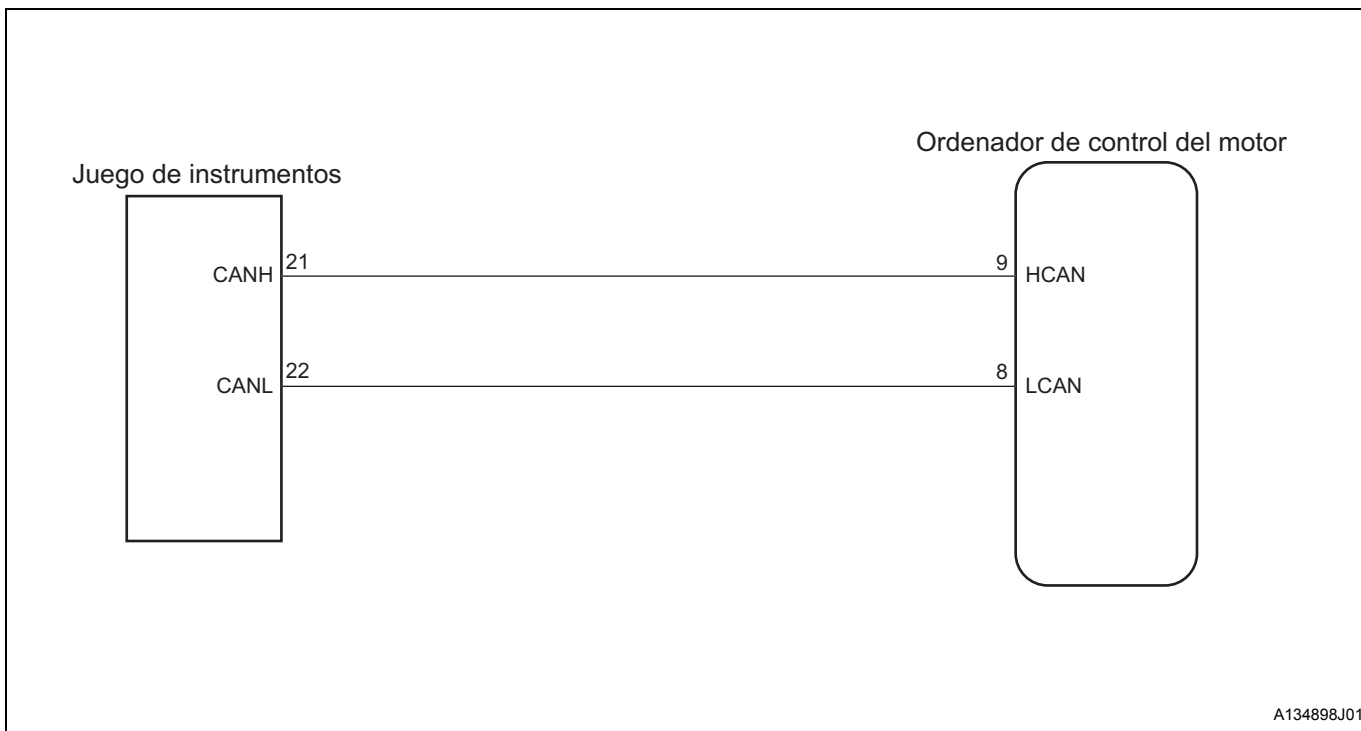 Ordenador de control del motor
Juego de instrumentos
CANH 21 9 HCAN
CANL 22 8 LCAN
A134898J01